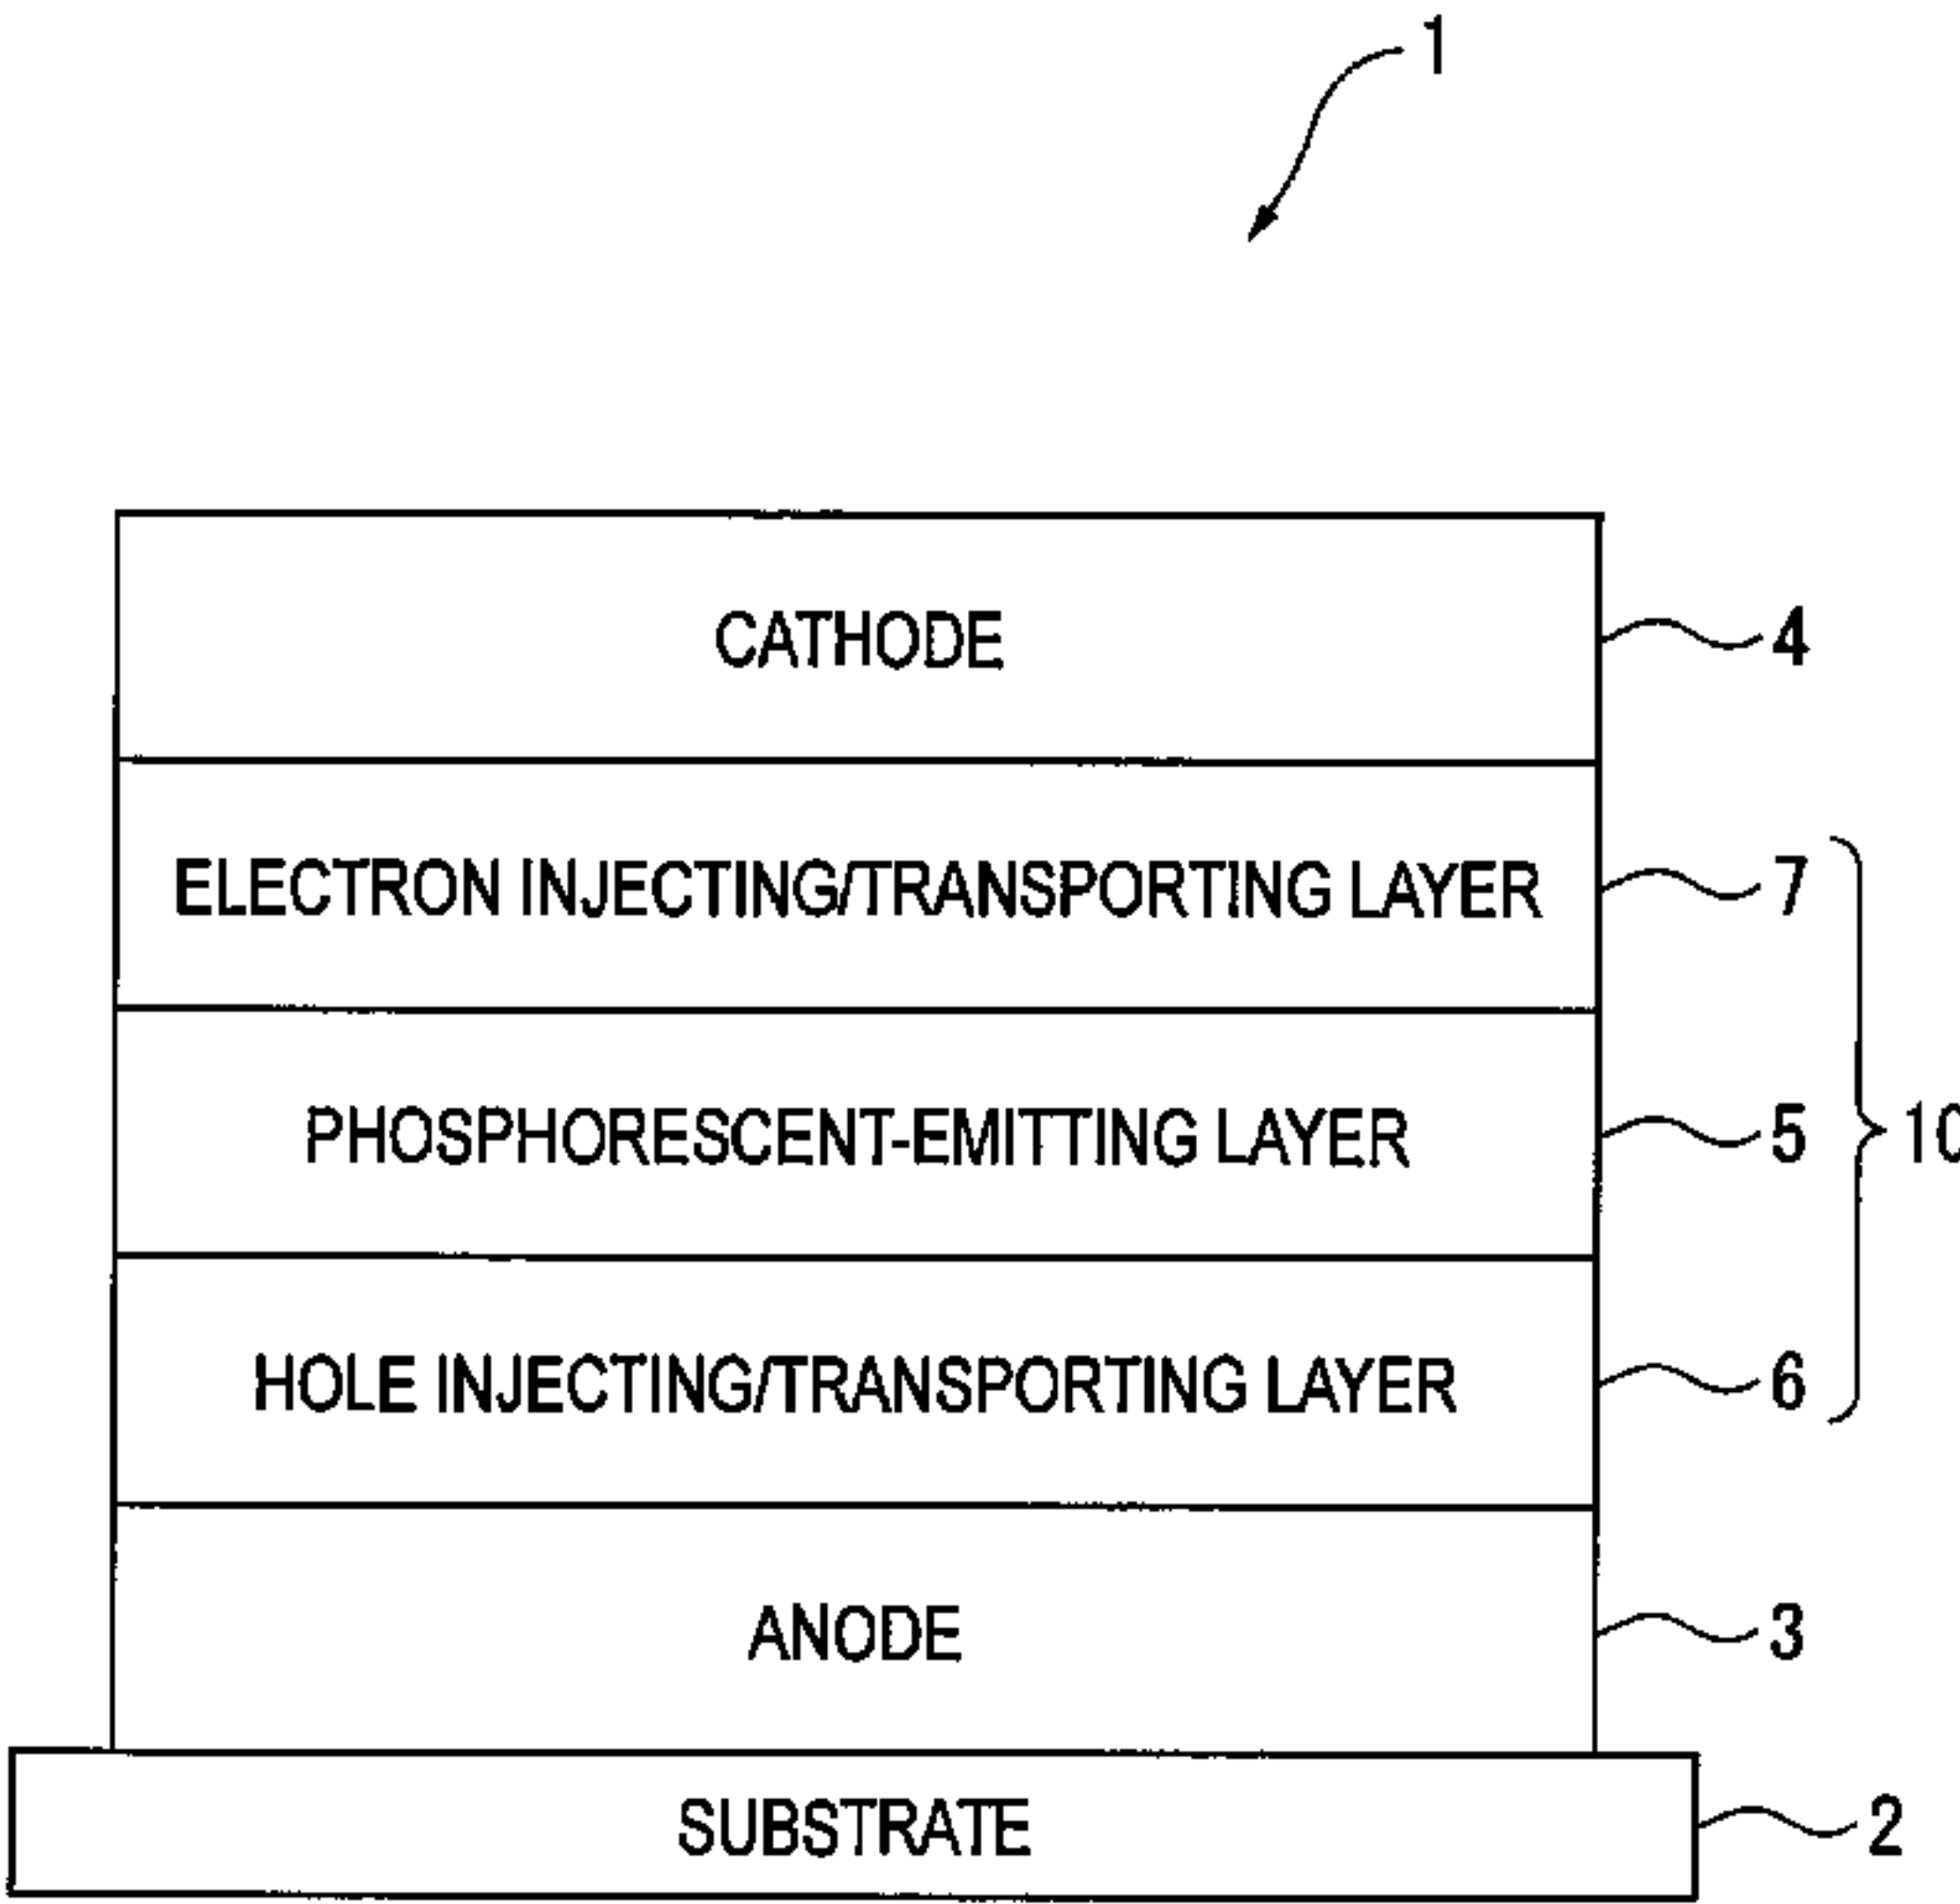 1
CATHODE 4
ELECTRON INJECTING/TRANSPORTING LAYER 7
PHOSPHORESCENT-EMITTING LAYER 5 10
HOLE INJECTING/TRANSPORTING LAYER 6
ANODE 3
SUBSTRATE 2